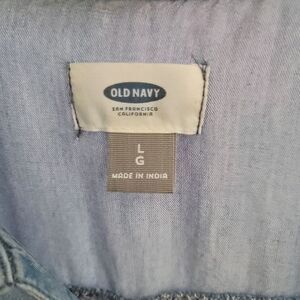 OLD NAVY
SAN FRANCISCO
CALIFORNIA
L
G
MADE IN INDIA